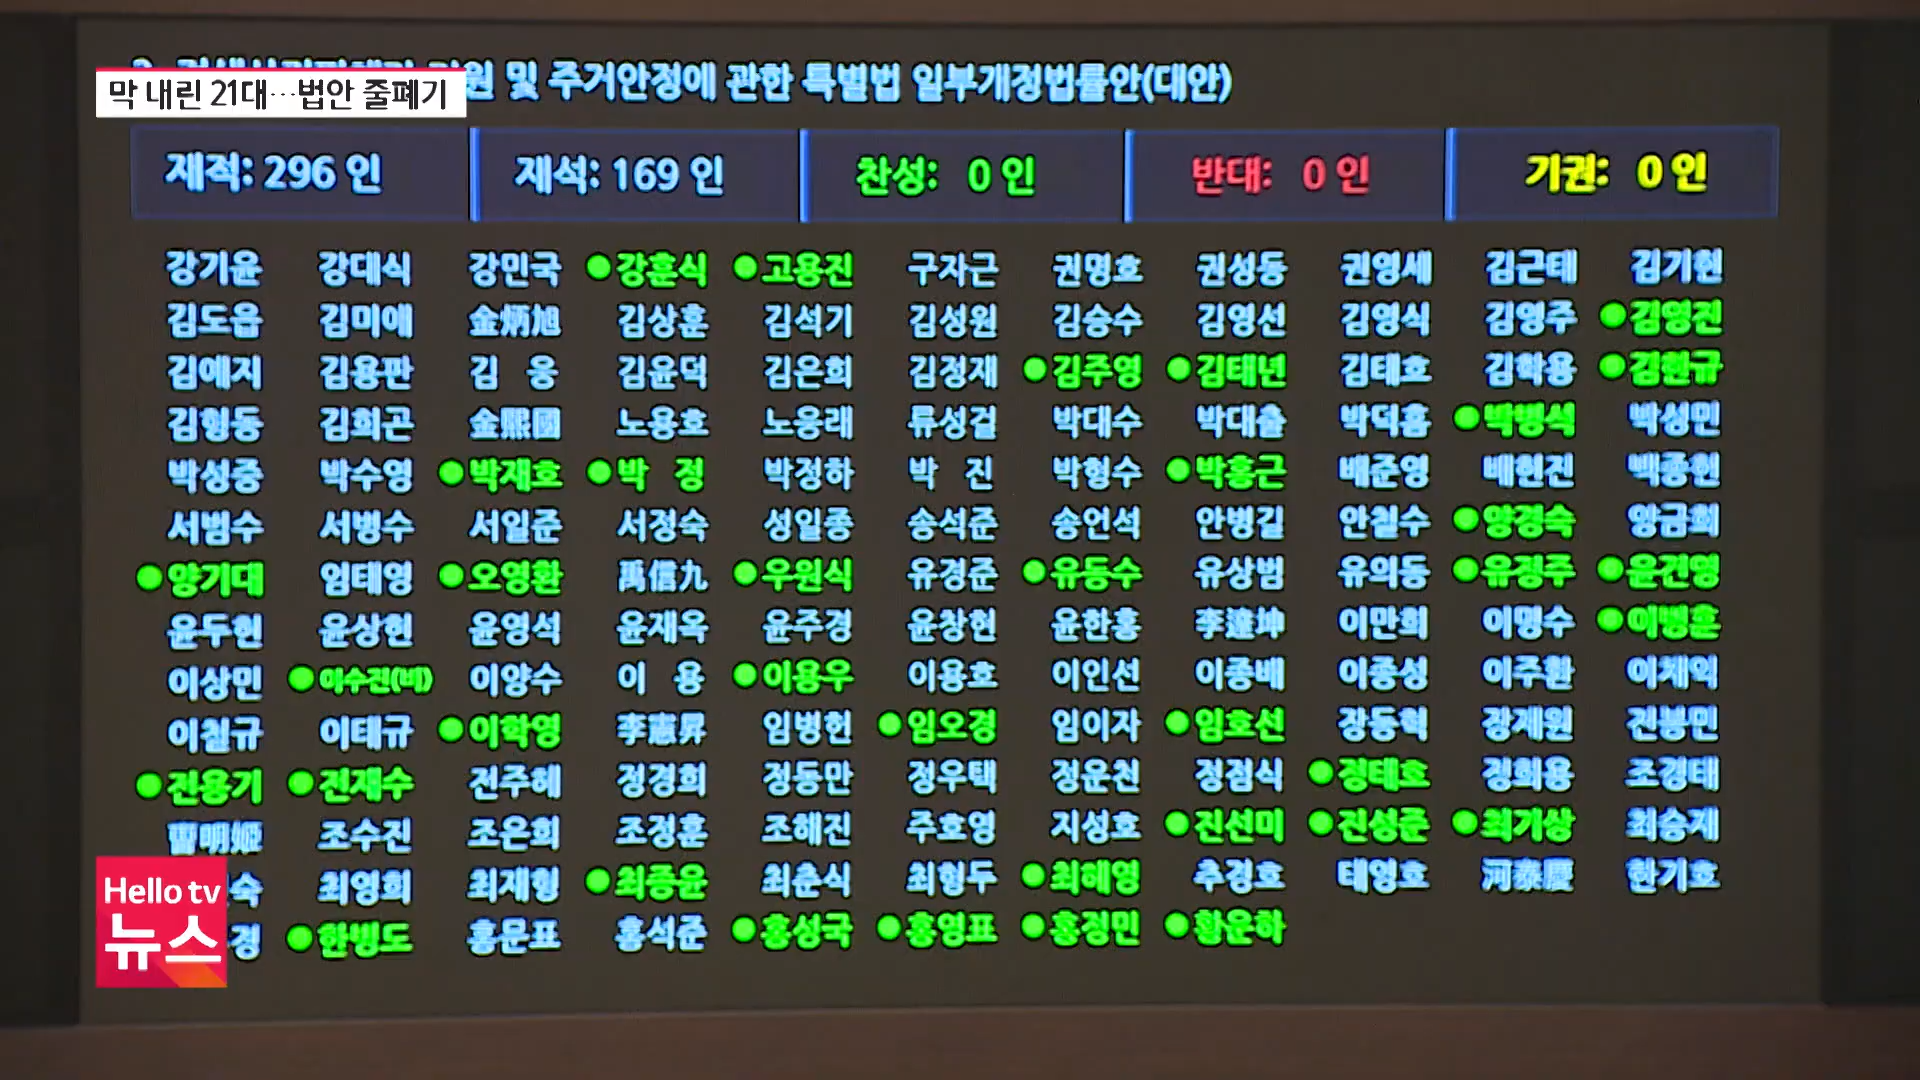 막 내린 21대…법안 줄폐기
원 및 주거안정에 관한 특별법 일부개정법률안(대안)
재적: 296 인 재석: 169 인 찬성: 0 인 반대: 0 인 기권: 0 인
강기윤 강대식 강민국 강훈식 고용진 구자근 권명호 권성동 권영세 김근태 김기현
김도읍 김미애 金炳旭 김상훈 김석기 김성원 김승수 김영선 김영식 김영주 김영진
김예지 김용판 김 웅 김윤덕 김은희 김정재 김주영 김태년 김태호 김학용 김한규
김형동 김희곤 金熙國 노용호 노웅래 류성걸 박대수 박대출 박덕흠 박병석 박성민
박성중 박수영 박재호 박 정 박정하 박 진 박형수 박홍근 배준영 배현진 백종헌
서범수 서병수 서일준 서정숙 성일종 송석준 송언석 안병길 안철수 양경숙 양금희
양기대 엄태영 오영환 禹信九 우원식 유경준 유동수 유상범 유의동 유정주 윤건영
윤두현 윤상현 윤영석 윤재옥 윤주경 윤창현 윤한홍 李達坤 이만희 이명수 이병훈
이상민 이수진(비) 이양수 이 용 이용우 이용호 이인선 이종배 이종성 이주환 이채익
이철규 이태규 이학영 李憲昇 임병헌 임오경 임이자 임호선 장동혁 장제원 전봉민
전용기 전재수 전주혜 정경희 정동만 정우택 정운천 정점식 정태호 정희용 조경태
曺明姬 조수진 조은희 조정훈 조해진 주호영 지성호 진선미 진성준 최기상 최승재
숙 최영희 최재형 최종윤 최춘식 최형두 최혜영 추경호 태영호 河泰慶 한기호
경 한병도 홍문표 홍석준 홍성국 홍영표 홍정민 황운하
Hello tv
뉴스